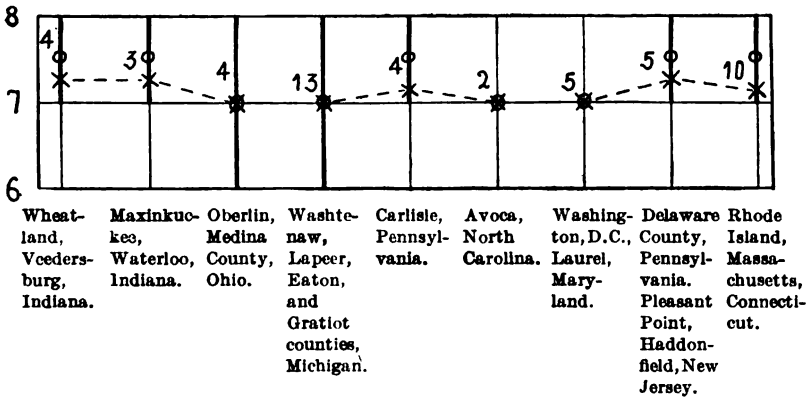 8
4 3 4 13 4 2 5 5 10
7
6
Wheat-
land,
Veeders-
burg,
Indiana.
Maxinkuc-
kee,
Waterloo,
Indiana.
Oberlin,
Medina
County,
Ohio.
Washte-
naw,
Lapeer,
Eaton,
and
Gratiot
counties,
Michigan.
Carlisle,
Pennsyl-
vania.
Avoca,
North
Carolina.
Washing-
ton, D.C.,
Laurel,
Mary-
land.
Delaware
County,
Pennsyl-
vania.
Pleasant
Point,
Haddon-
field, New
Jersey.
Rhode
Island,
Massa-
chusetts,
Connecti-
cut.